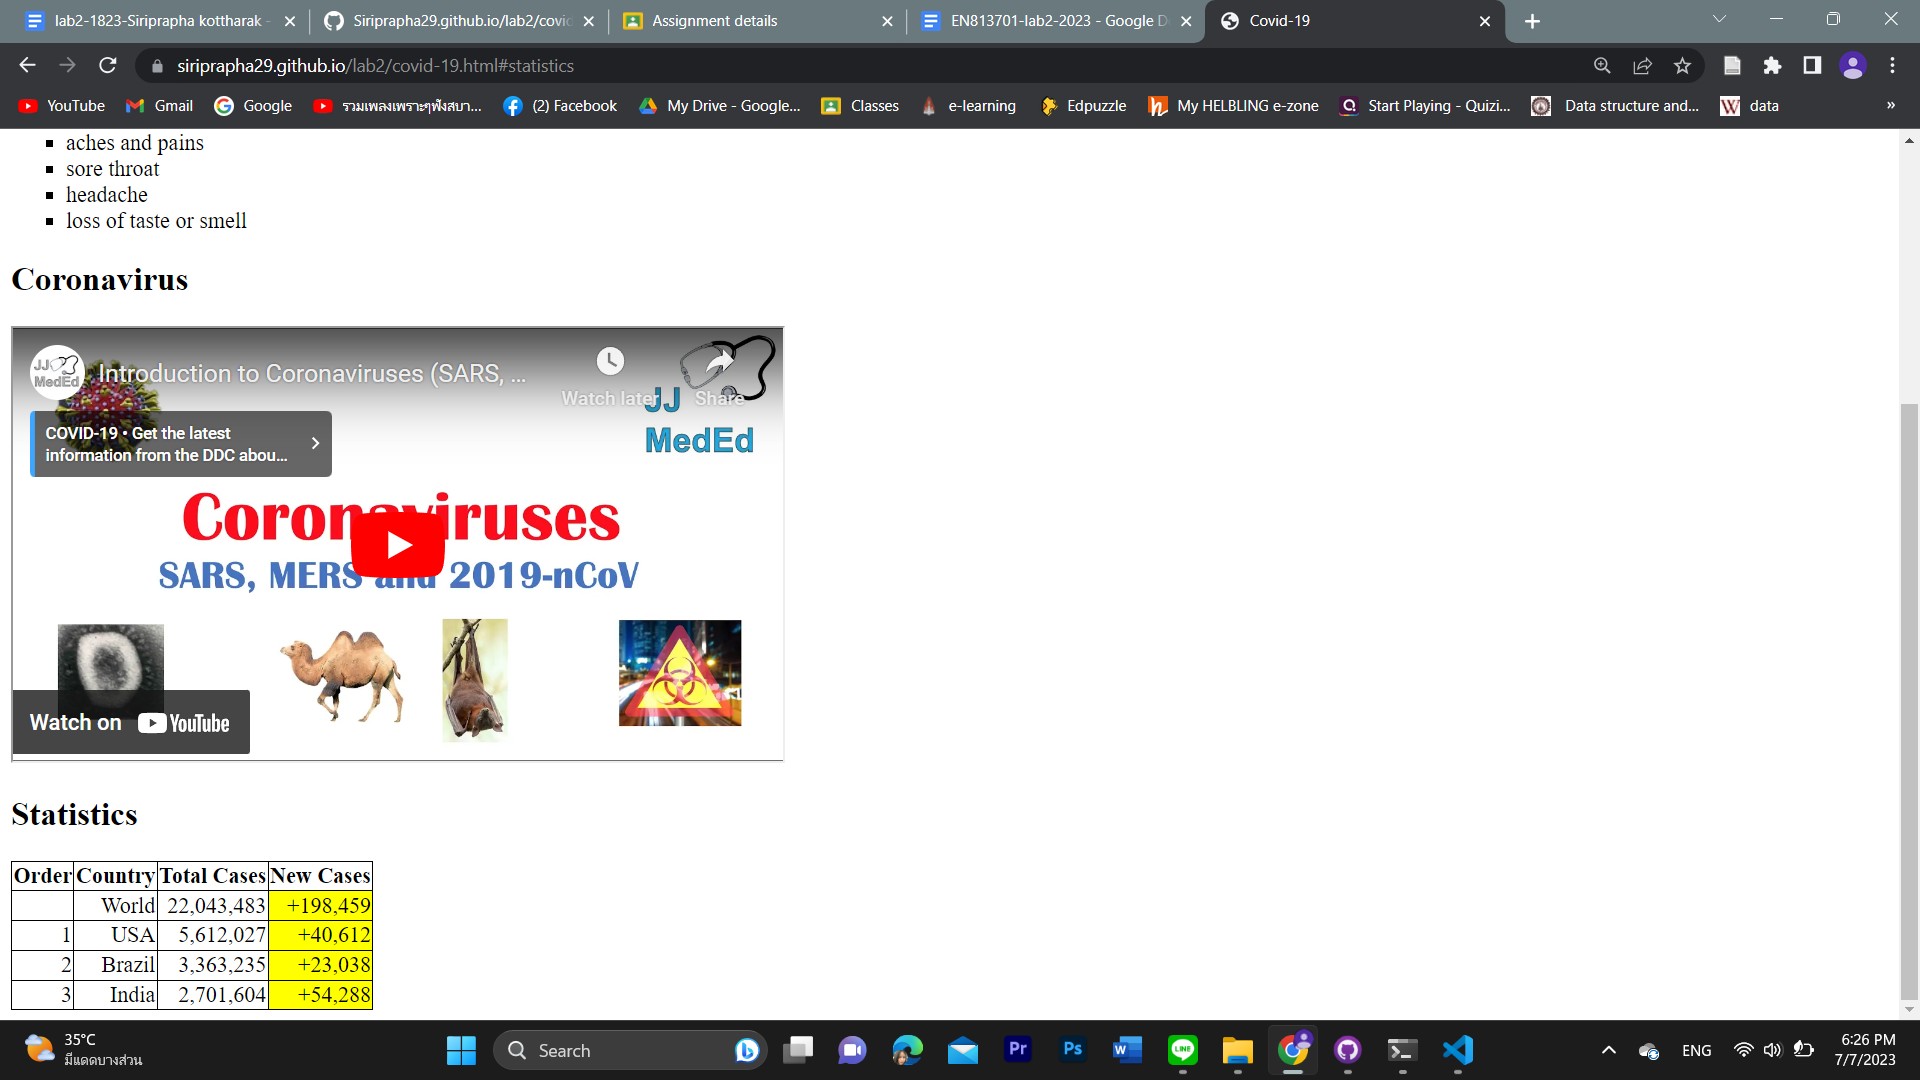 lab2-1823-Siriprapha kottharak -
Siriprapha29.github.io/lab2/covid
Assignment details
EN813701-lab2-2023 - Google D
Covid-19
siriprapha29.github.io/lab2/covid-19.html#statistics
YouTube
Gmail
Google
รวมเพลงเพราะๆฟังสบา...
(2) Facebook
My Drive - Google...
Classes
e-learning
Edpuzzle
My HELBLING e-zone
Start Playing - Quizi...
Data structure and...
data
»
aches and pains
sore throat
headache
loss of taste or smell
Coronavirus
JJ
MedEd
Introduction to Coronaviruses (SARS, ...
Watch later
Share
COVID-19 • Get the latest
information from the DDC abou...
JJ
MedEd
Coronaviruses
SARS, MERS and 2019-nCoV
Watch on YouTube
Statistics
Order Country Total Cases New Cases
World 22,043,483 +198,459
1 USA 5,612,027 +40,612
2 Brazil 3,363,235 +23,038
3 India 2,701,604 +54,288
35°C
มีแดดบางส่วน
Search
Pr
Ps
W
LINE
ENG
6:26 PM
7/7/2023